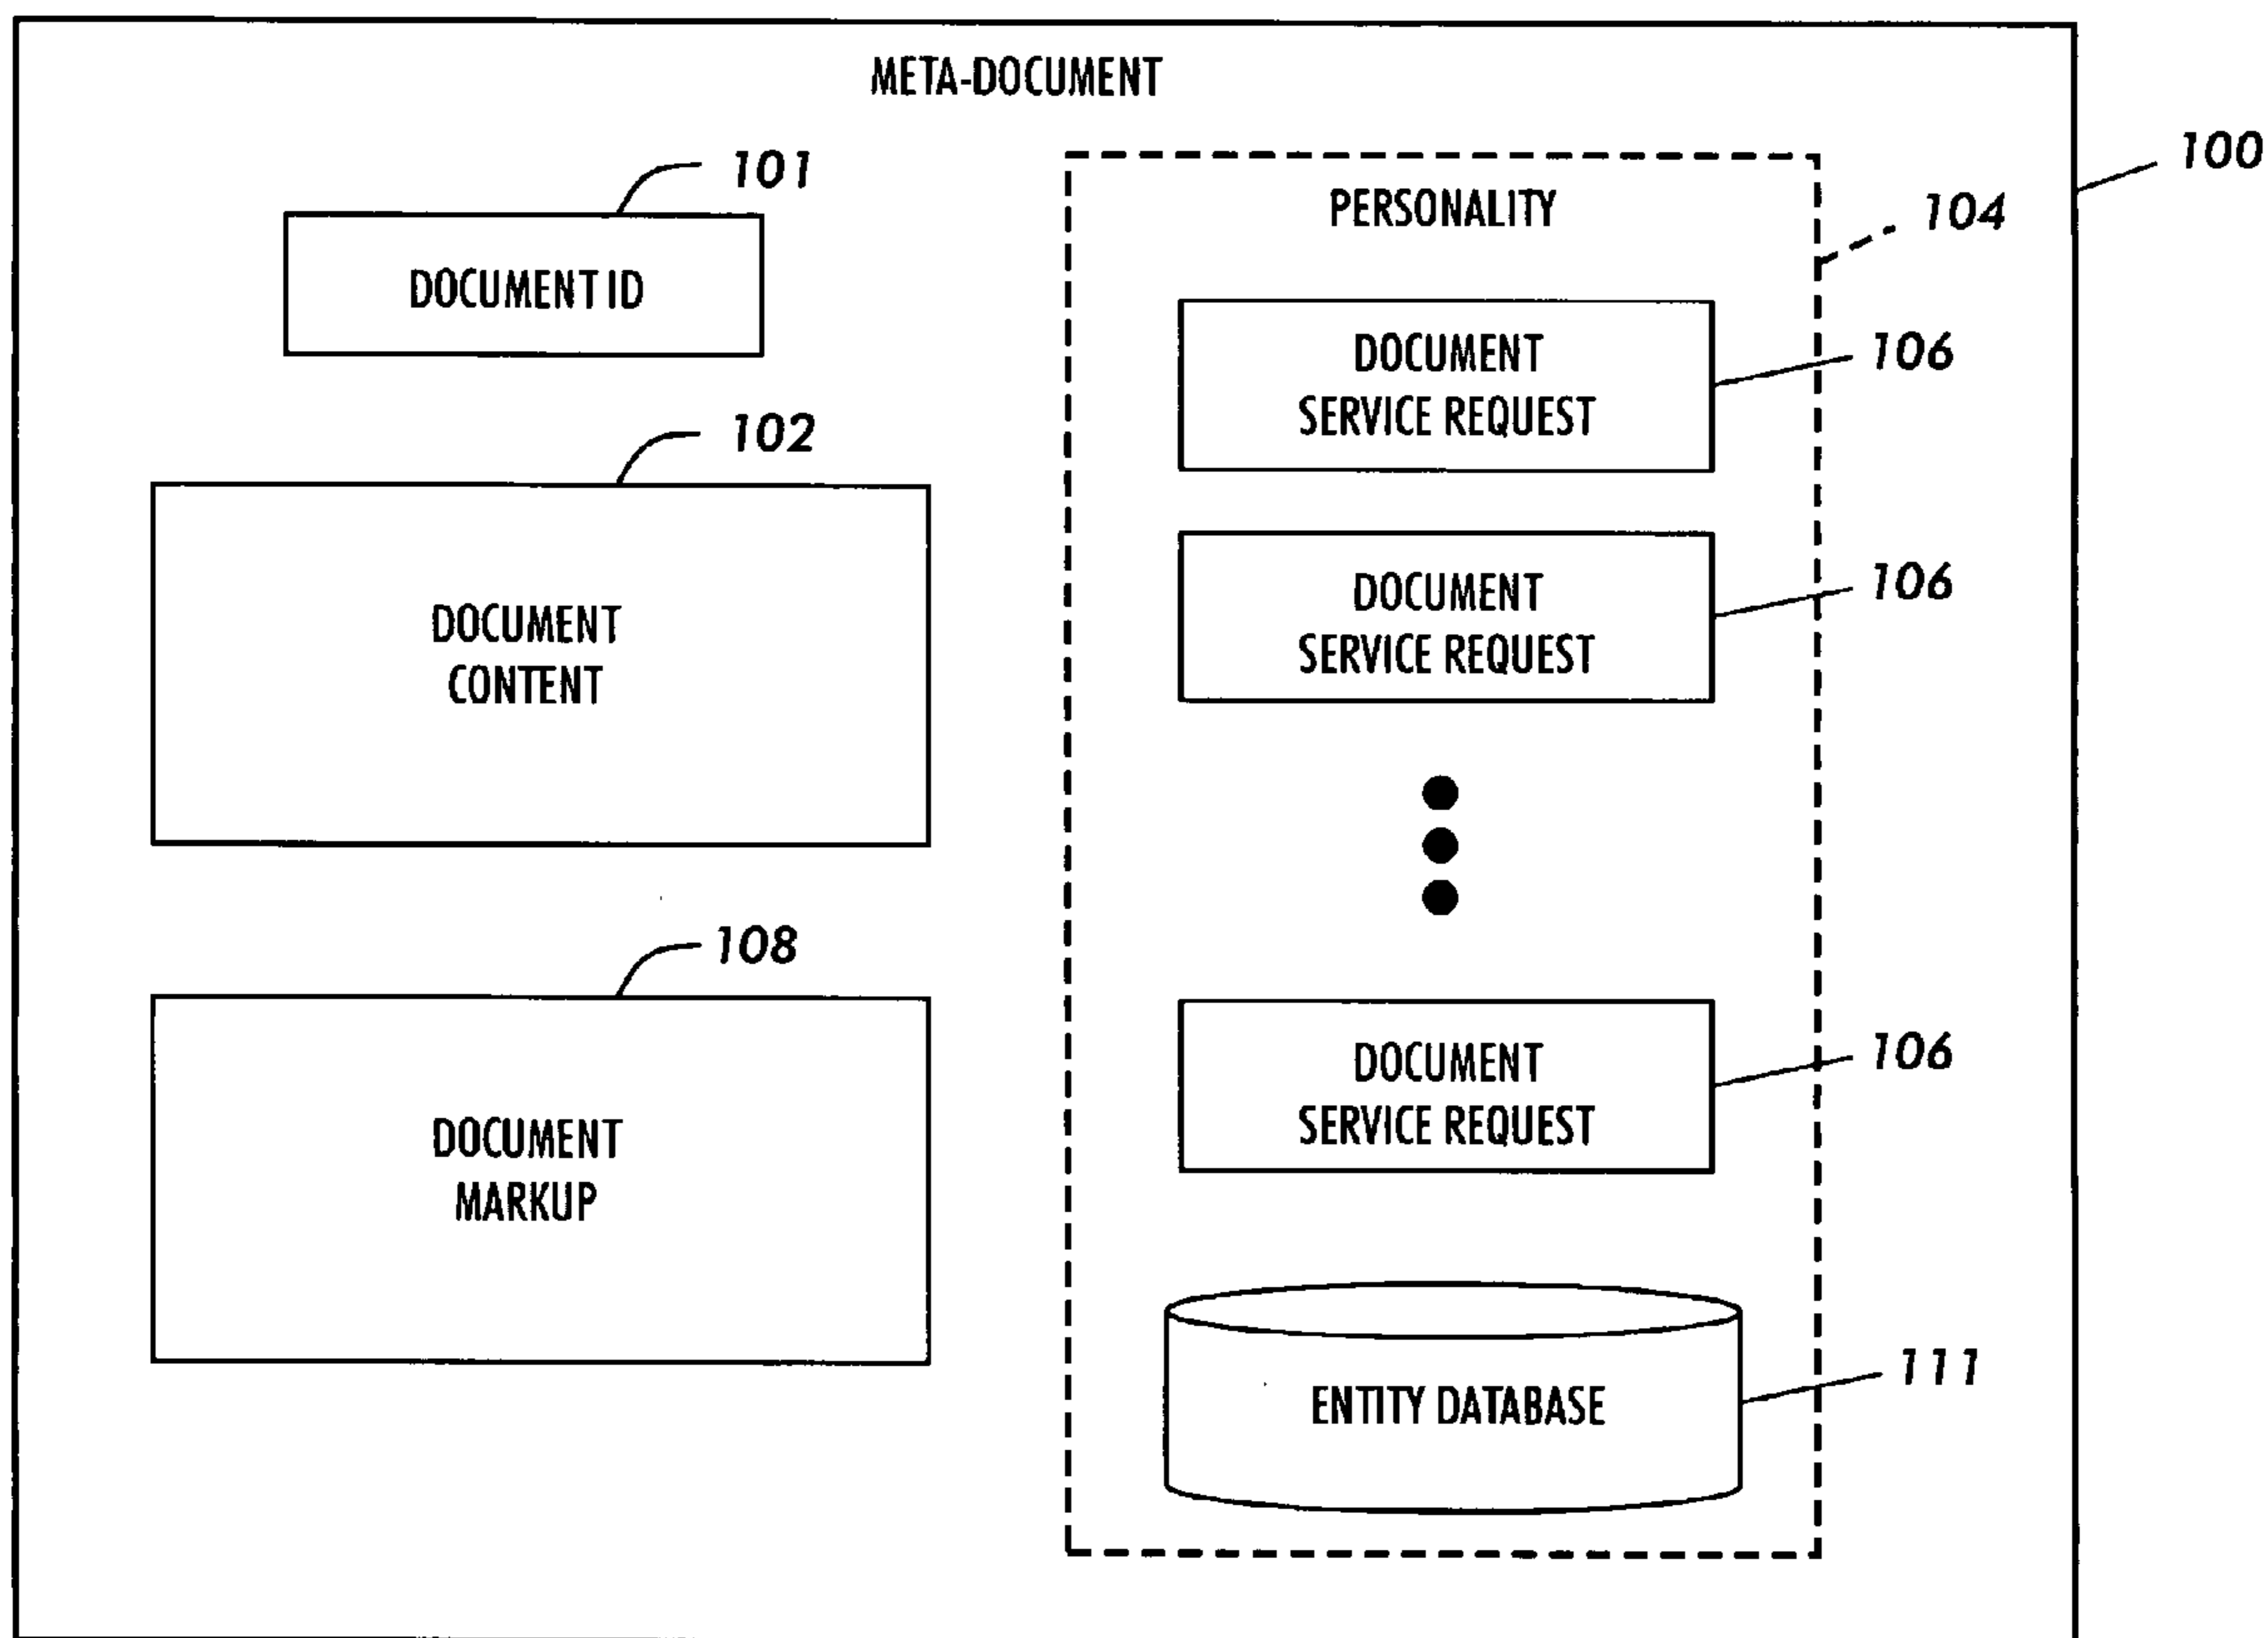 META-DOCUMENT
100
101
DOCUMENT ID
102
DOCUMENT
CONTENT
108
DOCUMENT
MARKUP
104
PERSONALITY
DOCUMENT
SERVICE REQUEST
106
DOCUMENT
SERVICE REQUEST
106
DOCUMENT
SERVICE REQUEST
106
ENTITY DATABASE
111